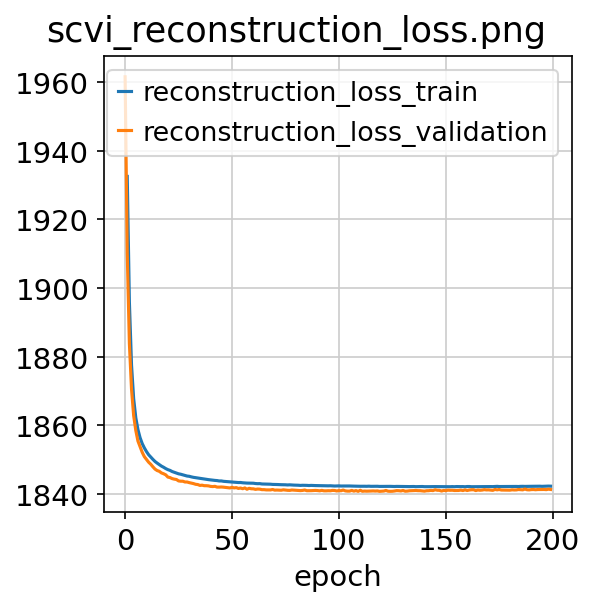 scvi_reconstruction_loss.png
1960
1940
1920
1900
1880
1860
1840
reconstruction_loss_train
reconstruction_loss_validation
0 50 100 150 200
epoch